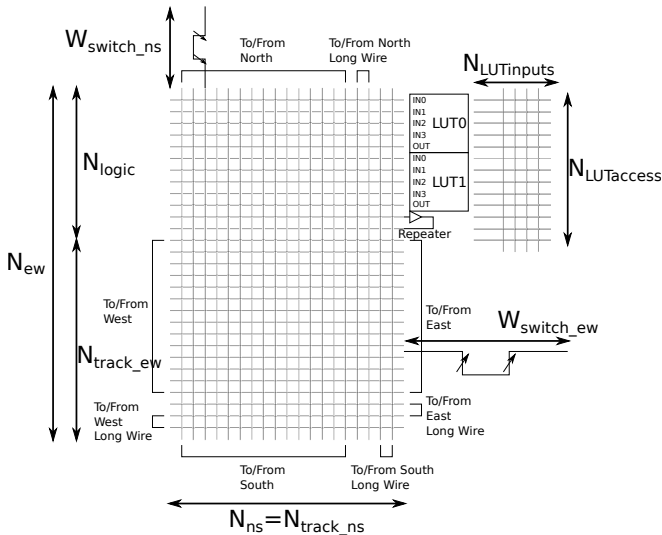 W_switch_ns
To/From
North
To/From North
Long Wire
N_LUTinputs
N_ew
N_logic
IN0
IN1
IN2
IN3
OUT
LUT0
IN0
IN1
IN2
IN3
OUT
LUT1
Repeater
N_LUTaccess
To/From
West
N_track_ew
To/From
East
W_switch_ew
To/From
West
Long Wire
To/From
East
Long Wire
To/From
South
To/From South
Long Wire
N_ns=N_track_ns